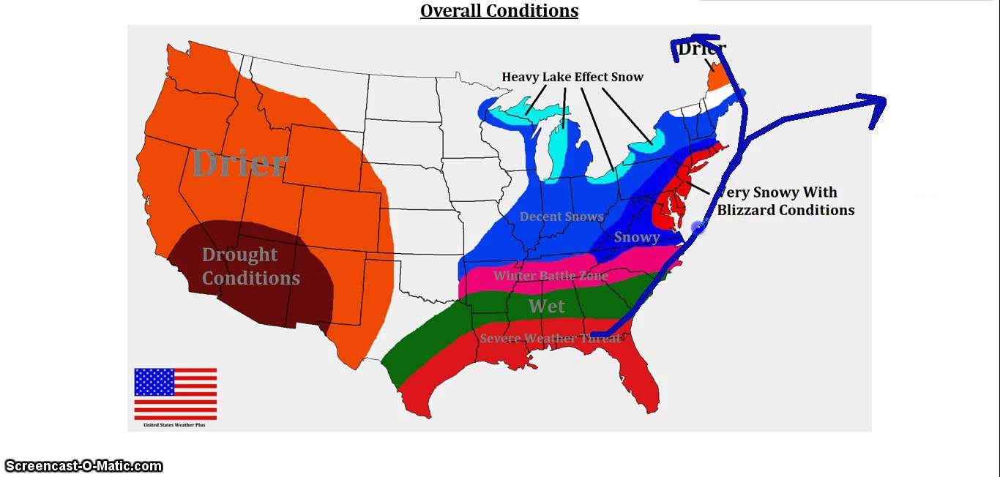 Overall Conditions
Drier
Heavy Lake Effect Snow
Drier
Very Snowy With
Blizzard Conditions
Decent Snows
Snowy
Drought
Conditions
Winter Battle Zone
Wet
Severe Weather Threat
United States Weather Plus
Screencast-O-Matic.com